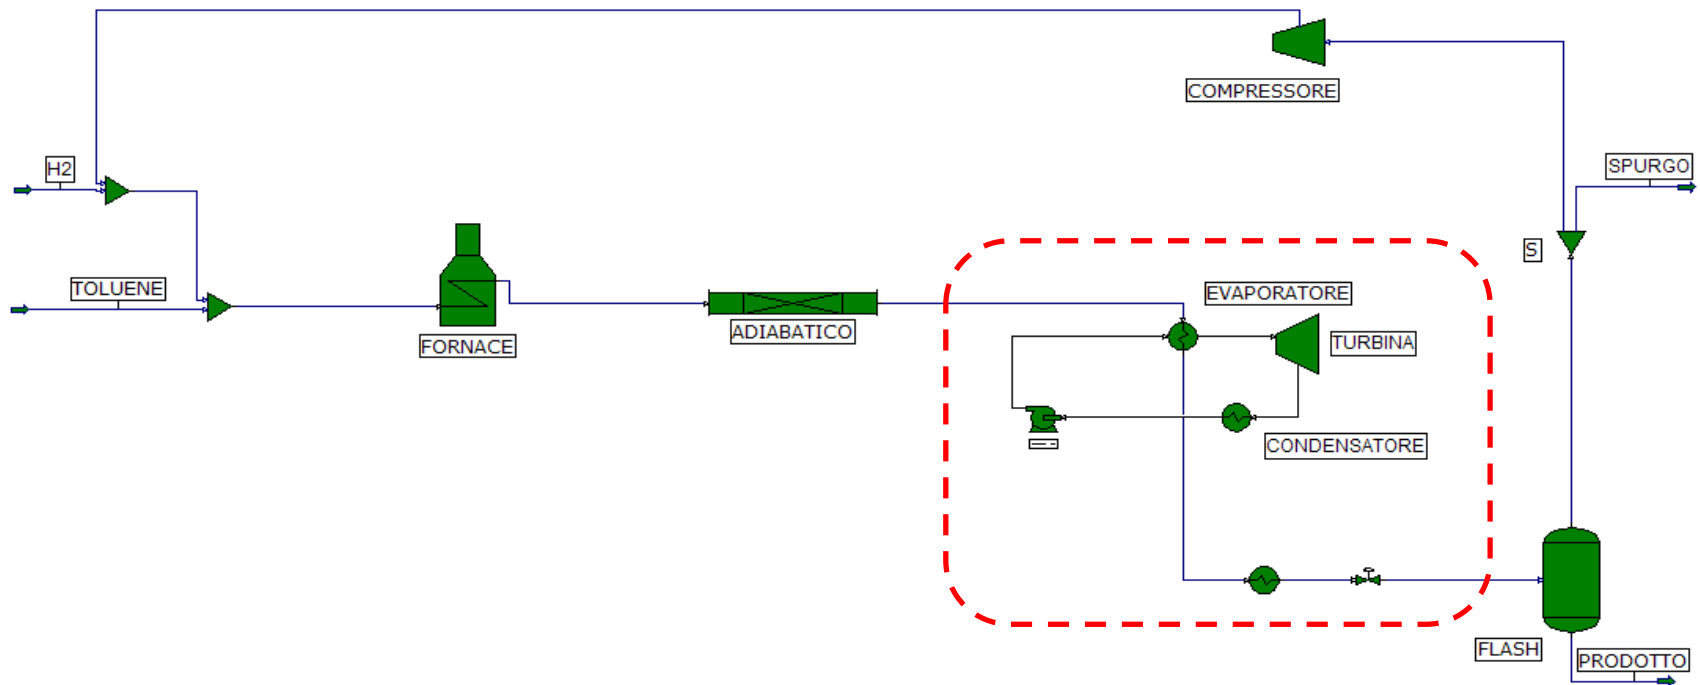 COMPRESSORE
H2
SPURGO
S
TOLUENE
EVAPORATORE
ADIABATICO
TURBINA
FORNACE
CONDENSATORE
FLASH
PRODOTTO